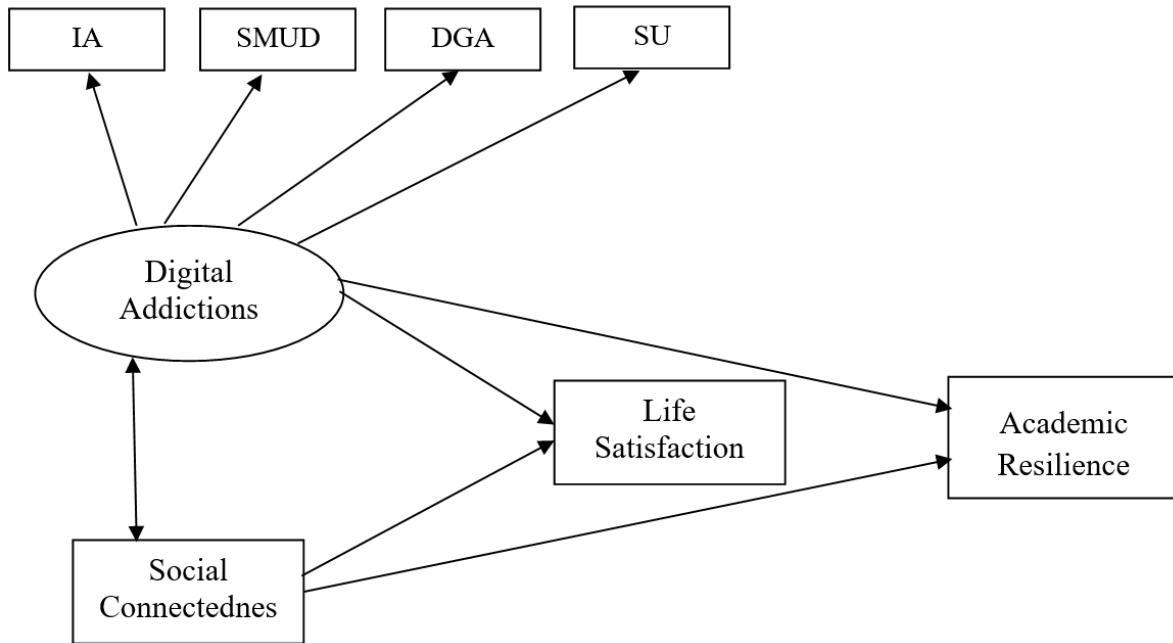 IA
SMUD
DGA
SU
Digital
Addictions
Life
Satisfaction
Academic
Resilience
Social
Connectednes